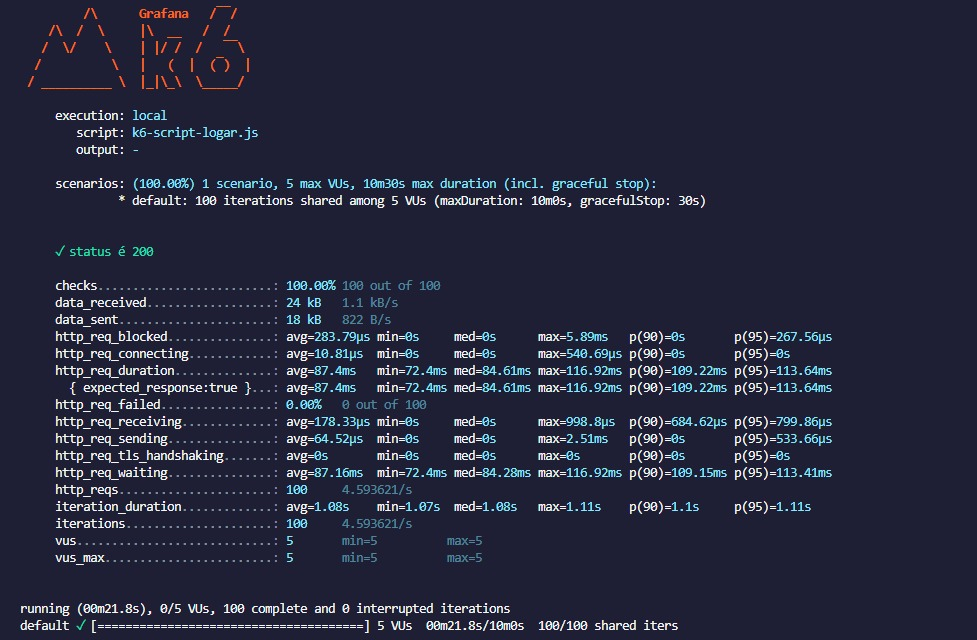 Grafana
execution: local
script: k6-script-logar.js
output: -
scenarios: (100.00%) 1 scenario, 5 max VUs, 10m30s max duration (incl. graceful stop):
* default: 100 iterations shared among 5 VUs (maxDuration: 10m0s, gracefulStop: 30s)
✓ status é 200
checks.........................: 100.00% 100 out of 100
data_received..................: 24 kB 1.1 kB/s
data_sent......................: 18 kB 822 B/s
http_req_blocked...............: avg=283.79µs min=0s med=0s max=5.89ms p(90)=0s p(95)=267.56µs
http_req_connecting............: avg=10.81µs min=0s med=0s max=540.69µs p(90)=0s p(95)=0s
http_req_duration..............: avg=87.4ms min=72.4ms med=84.61ms max=116.92ms p(90)=109.22ms p(95)=113.64ms
{ expected_response:true }...: avg=87.4ms min=72.4ms med=84.61ms max=116.92ms p(90)=109.22ms p(95)=113.64ms
http_req_failed................: 0.00% 0 out of 100
http_req_receiving.............: avg=178.33µs min=0s med=0s max=998.8µs p(90)=684.62µs p(95)=799.86µs
http_req_sending...............: avg=64.52µs min=0s med=0s max=2.51ms p(90)=0s p(95)=533.66µs
http_req_tls_handshaking.......: avg=0s min=0s med=0s max=0s p(90)=0s p(95)=0s
http_req_waiting...............: avg=87.16ms min=72.4ms med=84.28ms max=116.92ms p(90)=109.15ms p(95)=113.41ms
http_reqs......................: 100 4.593621/s
iteration_duration.............: avg=1.08s min=1.07s med=1.08s max=1.11s p(90)=1.1s p(95)=1.11s
iterations.....................: 100 4.593621/s
vus............................: 5 min=5 max=5
vus_max........................: 5 min=5 max=5
running (00m21.8s), 0/5 VUs, 100 complete and 0 interrupted iterations
default ✓ [======================================] 5 VUs 00m21.8s/10m0s 100/100 shared iters